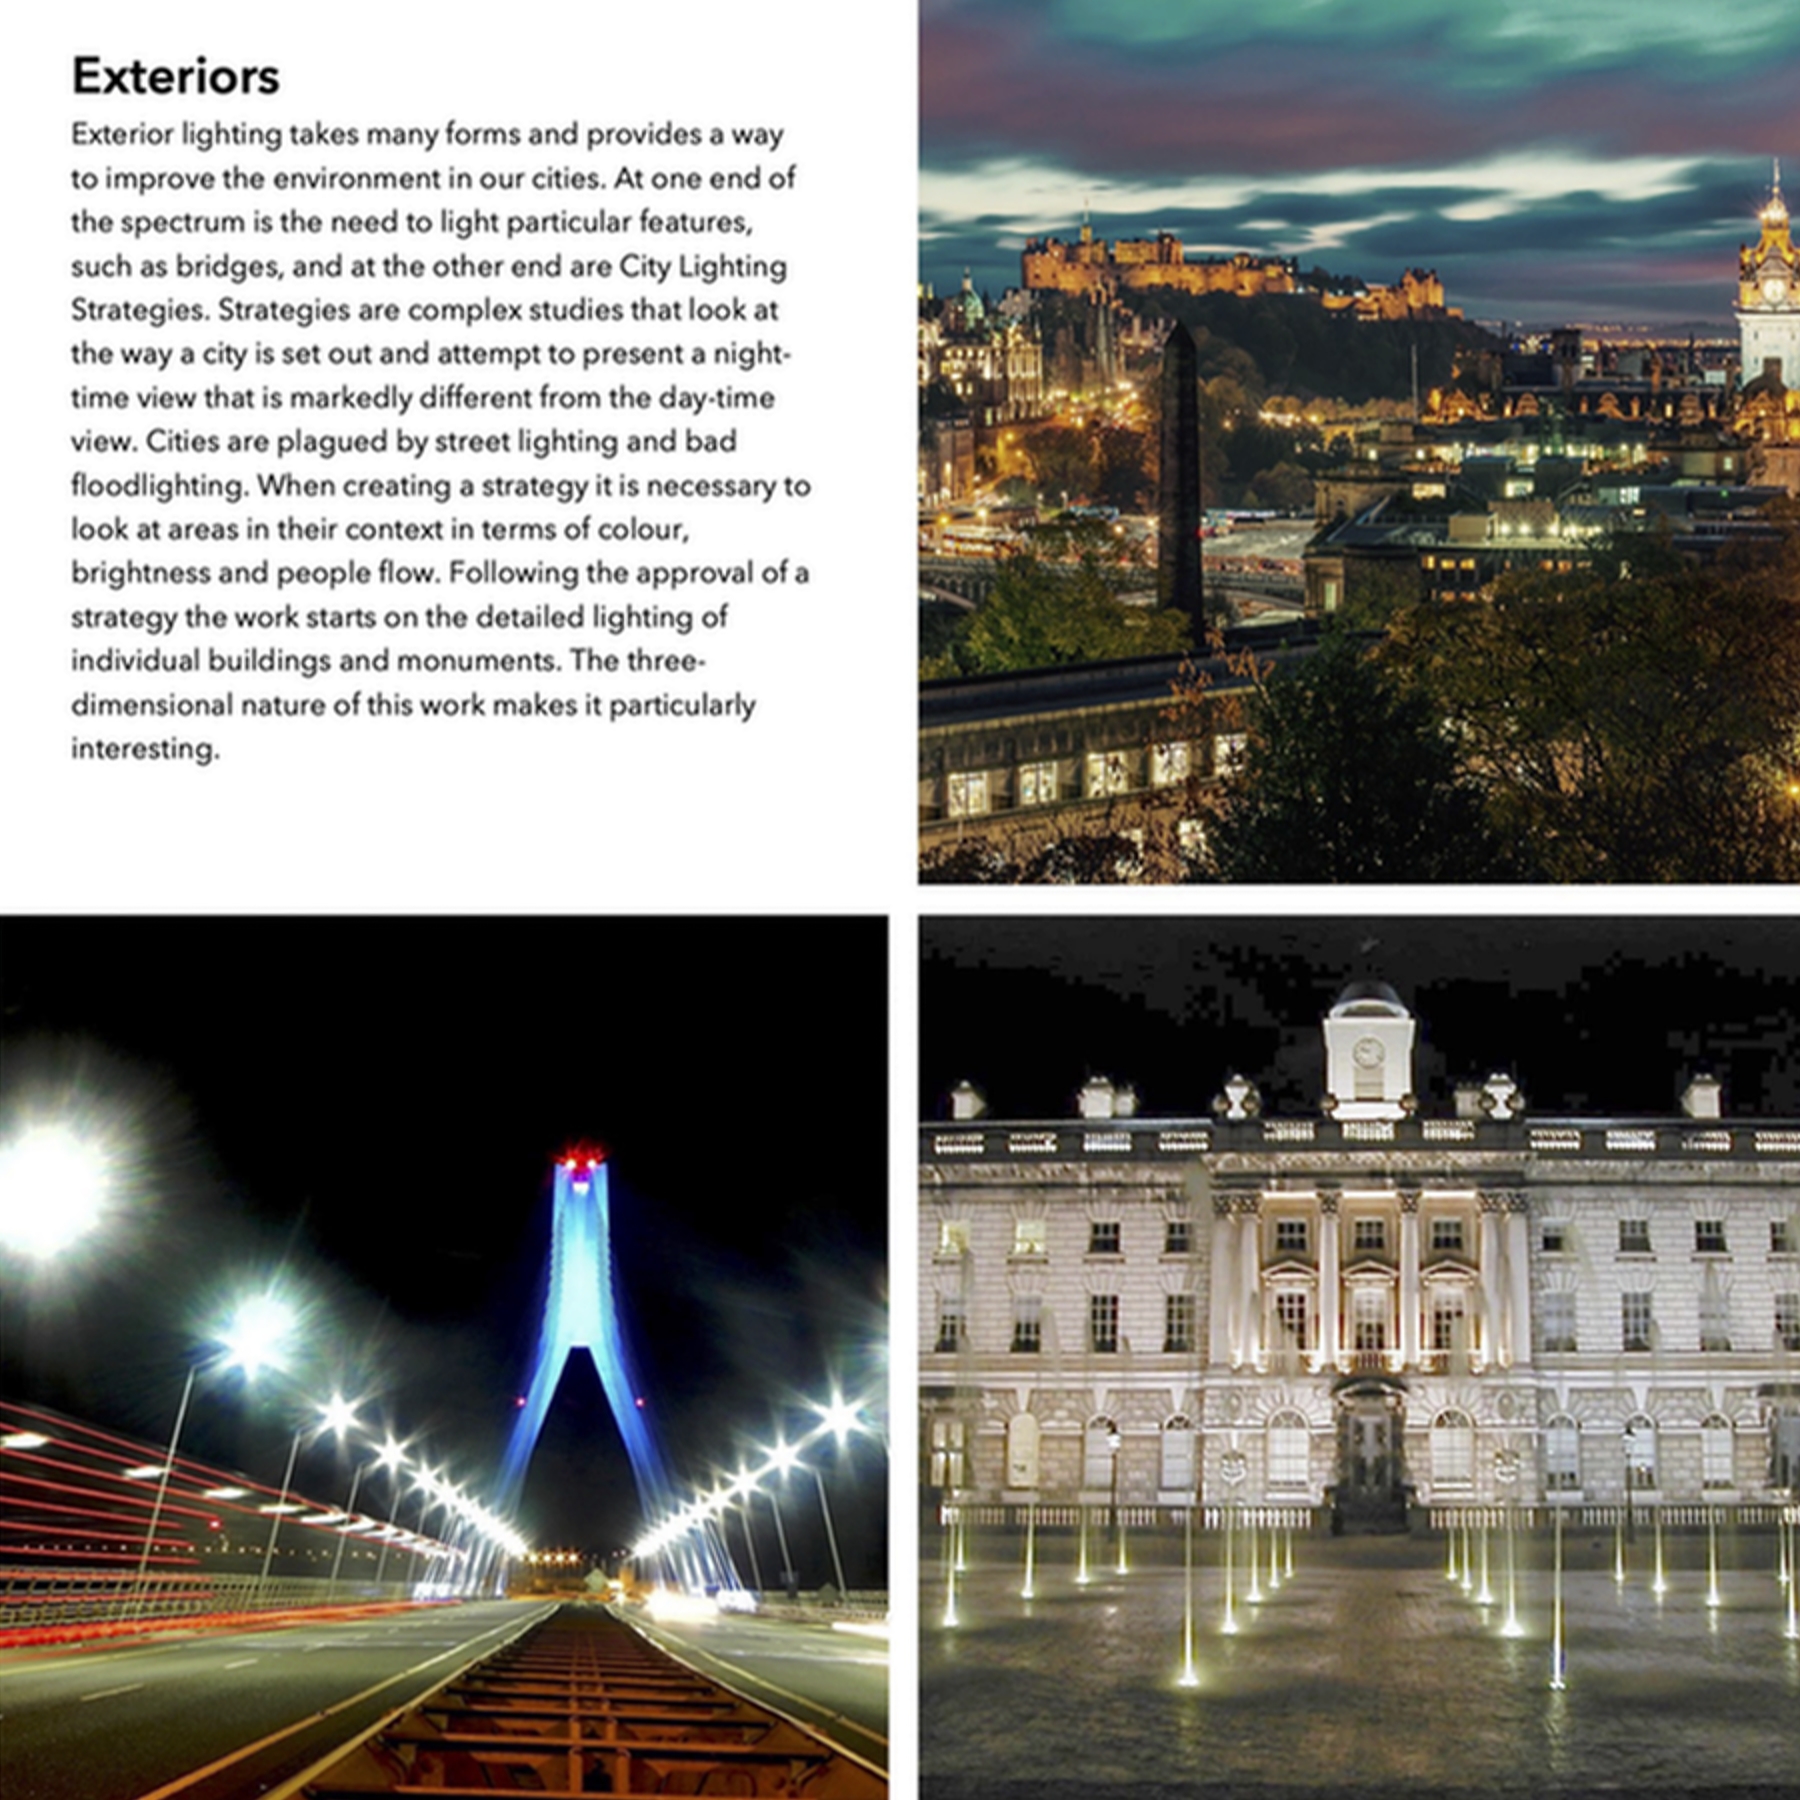 Exteriors
Exterior lighting takes many forms and provides a way
to improve the environment in our cities. At one end of
the spectrum is the need to light particular features,
such as bridges, and at the other end are City Lighting
Strategies. Strategies are complex studies that look at
the way a city is set out and attempt to present a night-
time view that is markedly different from the day-time
view. Cities are plagued by street lighting and bad
floodlighting. When creating a strategy it is necessary to
look at areas in their context in terms of colour,
brightness and people flow. Following the approval of a
strategy the work starts on the detailed lighting of
individual buildings and monuments. The three-
dimensional nature of this work makes it particularly
interesting.